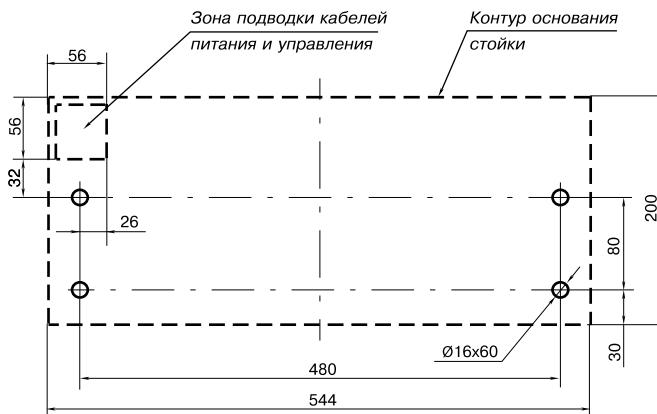 Зона подводки кабелей
питания и управления
Контур основания
стойки
56
56
32
26
200
80
Ø16x60
30
480
544